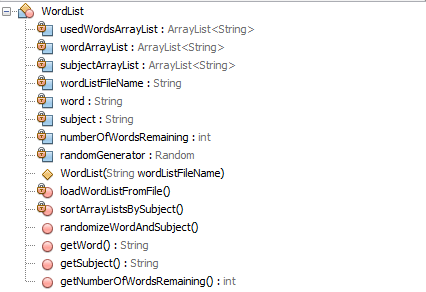 WordList
usedWordsArrayList : ArrayList<String>
wordArrayList : ArrayList<String>
subjectArrayList : ArrayList<String>
wordListFileName : String
word : String
subject : String
numberOfWordsRemaining : int
randomGenerator : Random
WordList(String wordListFileName)
loadWordListFromFile()
sortArrayListsBySubject()
randomizeWordAndSubject()
getWord() : String
getSubject() : String
getNumberOfWordsRemaining() : int